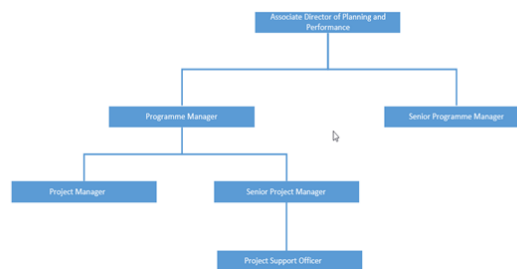 Associate Director of Planning and
Performance
Programme Manager
Senior Programme Manager
Project Manager
Senior Project Manager
Project Support Officer